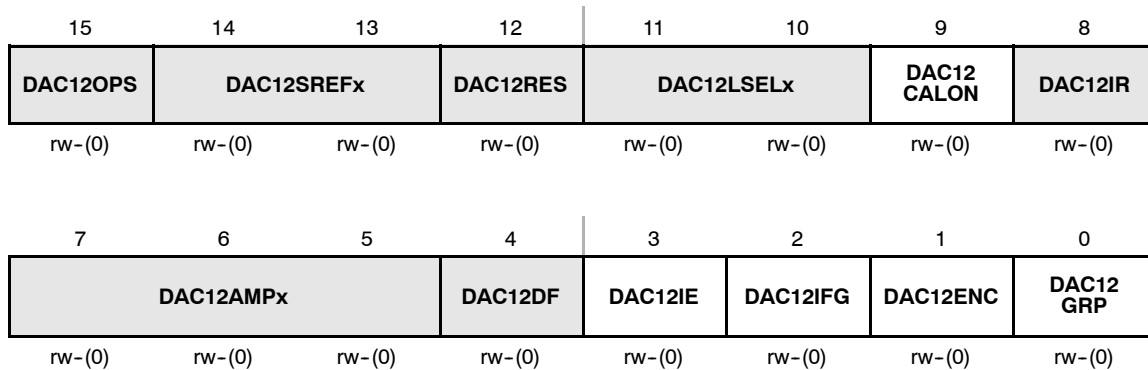 15 14 13 12 11 10 9 8
DAC12OPS DAC12SREFx DAC12RES DAC12LSELx DAC12
CALON DAC12IR
rw-(0) rw-(0) rw-(0) rw-(0) rw-(0) rw-(0) rw-(0) rw-(0)
7 6 5 4 3 2 1 0
DAC12AMPx DAC12DF DAC12IE DAC12IFG DAC12ENC DAC12
GRP
rw-(0) rw-(0) rw-(0) rw-(0) rw-(0) rw-(0) rw-(0) rw-(0)